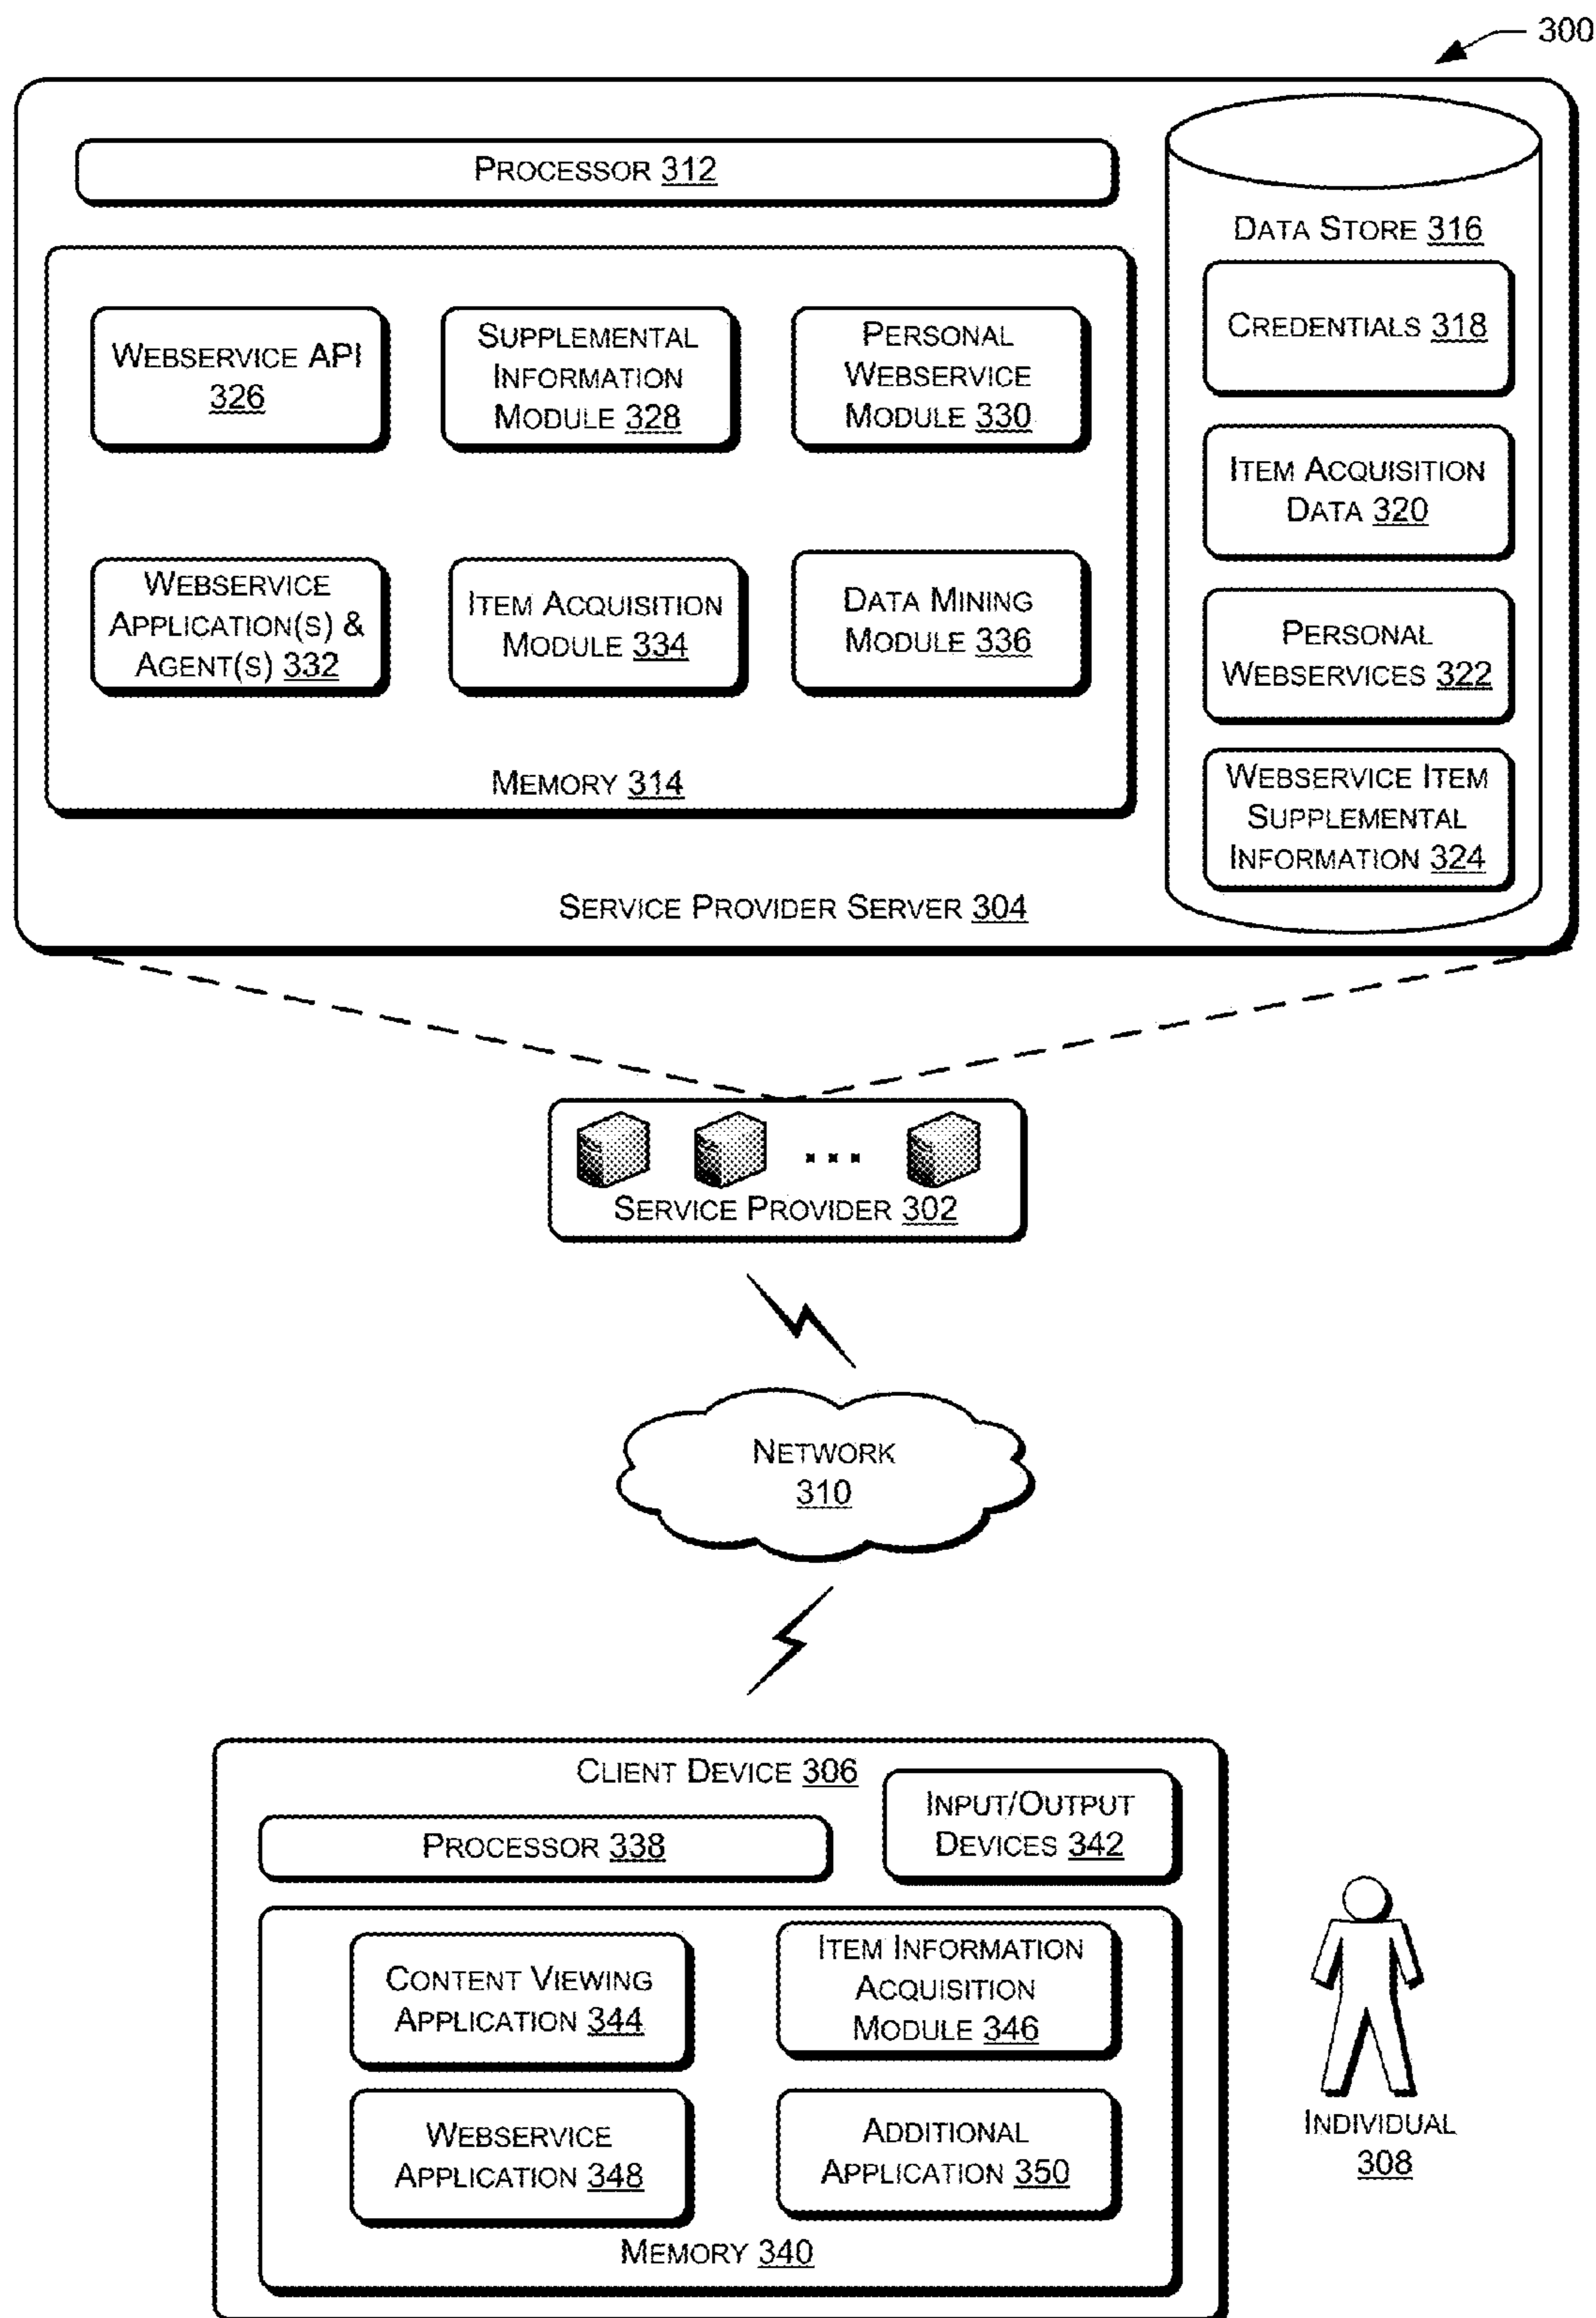 300
PROCESSOR 312
DATA STORE 316
WEBSERVICE API
326
SUPPLEMENTAL
INFORMATION
MODULE 328
PERSONAL
WEBSERVICE
MODULE 330
CREDENTIALS 318
ITEM ACQUISITION
DATA 320
WEBSERVICE
APPLICATION(S) &
AGENT(S) 332
ITEM ACQUISITION
MODULE 334
DATA MINING
MODULE 336
PERSONAL
WEBSERVICES 322
MEMORY 314
WEBSERVICE ITEM
SUPPLEMENTAL
INFORMATION 324
SERVICE PROVIDER SERVER 304
...
SERVICE PROVIDER 302
NETWORK
310
CLIENT DEVICE 306
PROCESSOR 338
INPUT/OUTPUT
DEVICES 342
CONTENT VIEWING
APPLICATION 344
ITEM INFORMATION
ACQUISITION
MODULE 346
WEBSERVICE
APPLICATION 348
ADDITIONAL
APPLICATION 350
MEMORY 340
INDIVIDUAL
308